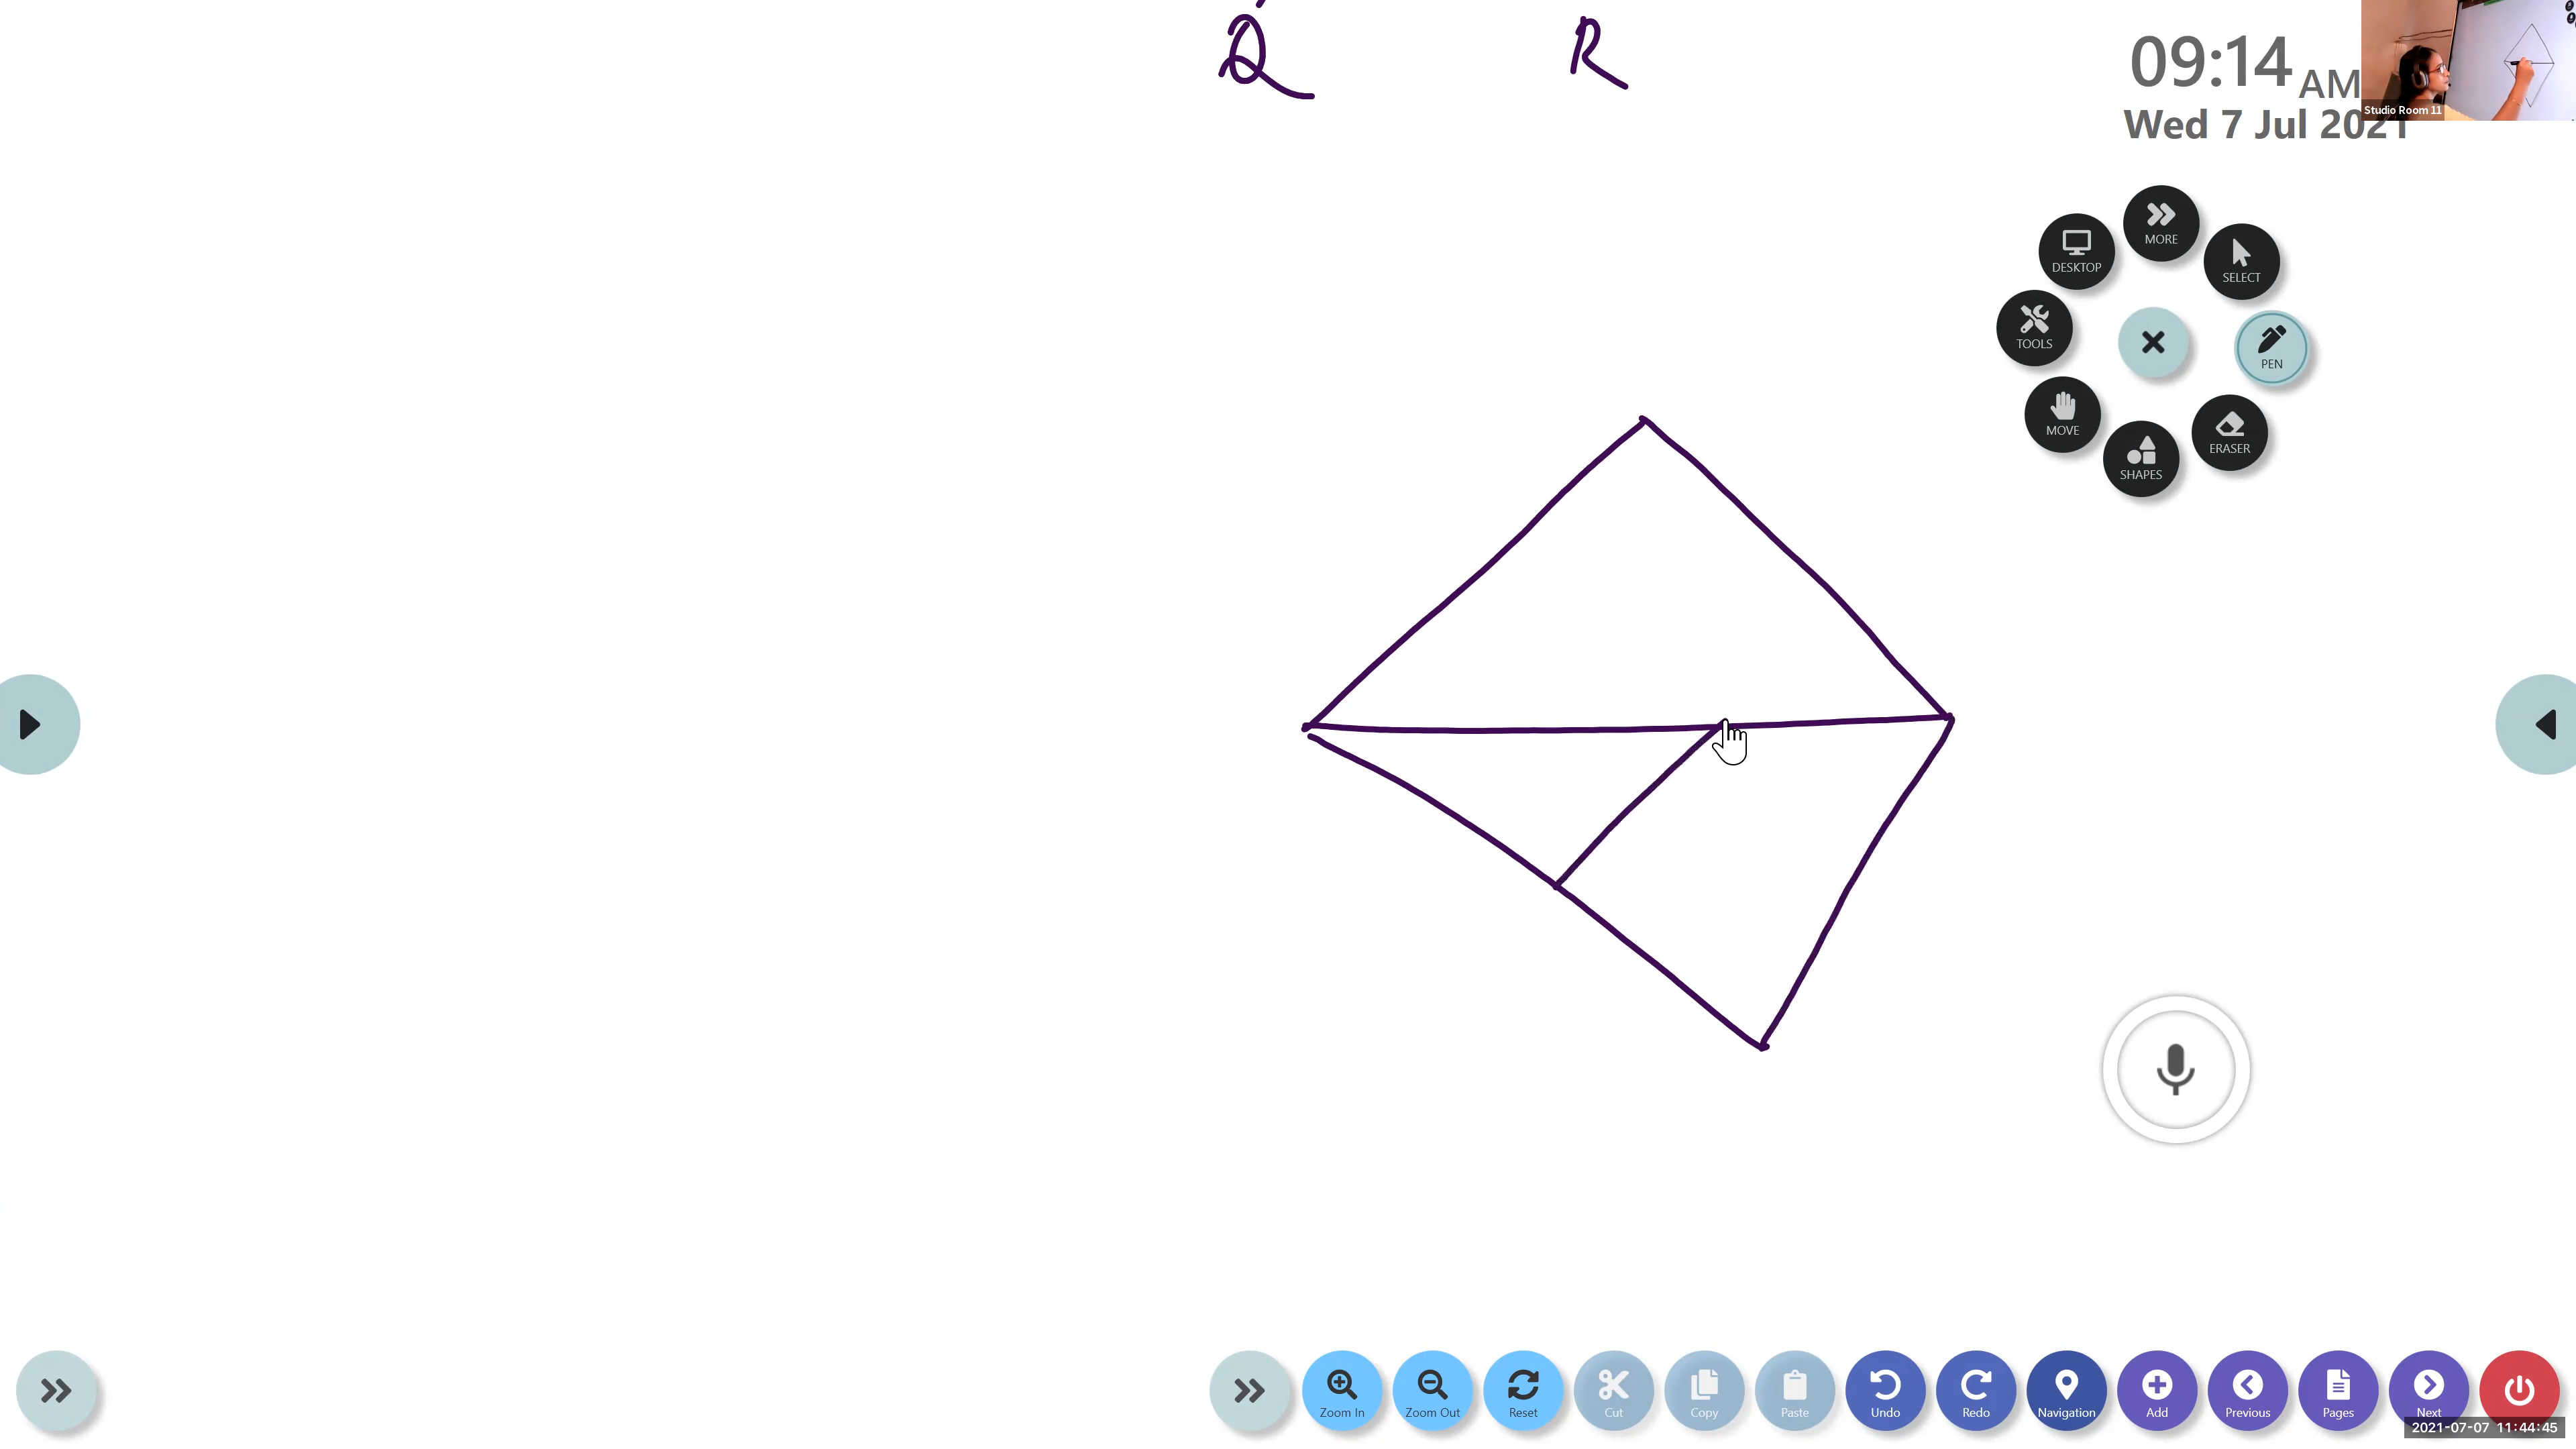 Q R
09:14 AM
Wed 7 Jul 2021
Studio Room 11
MORE
DESKTOP
SELECT
TOOLS
PEN
MOVE
ERASER
SHAPES
Zoom In
Zoom Out
Reset
Cut
Copy
Paste
Undo
Redo
Navigation
Add
Previous
Pages
Next
2021-07-07 11:44:45